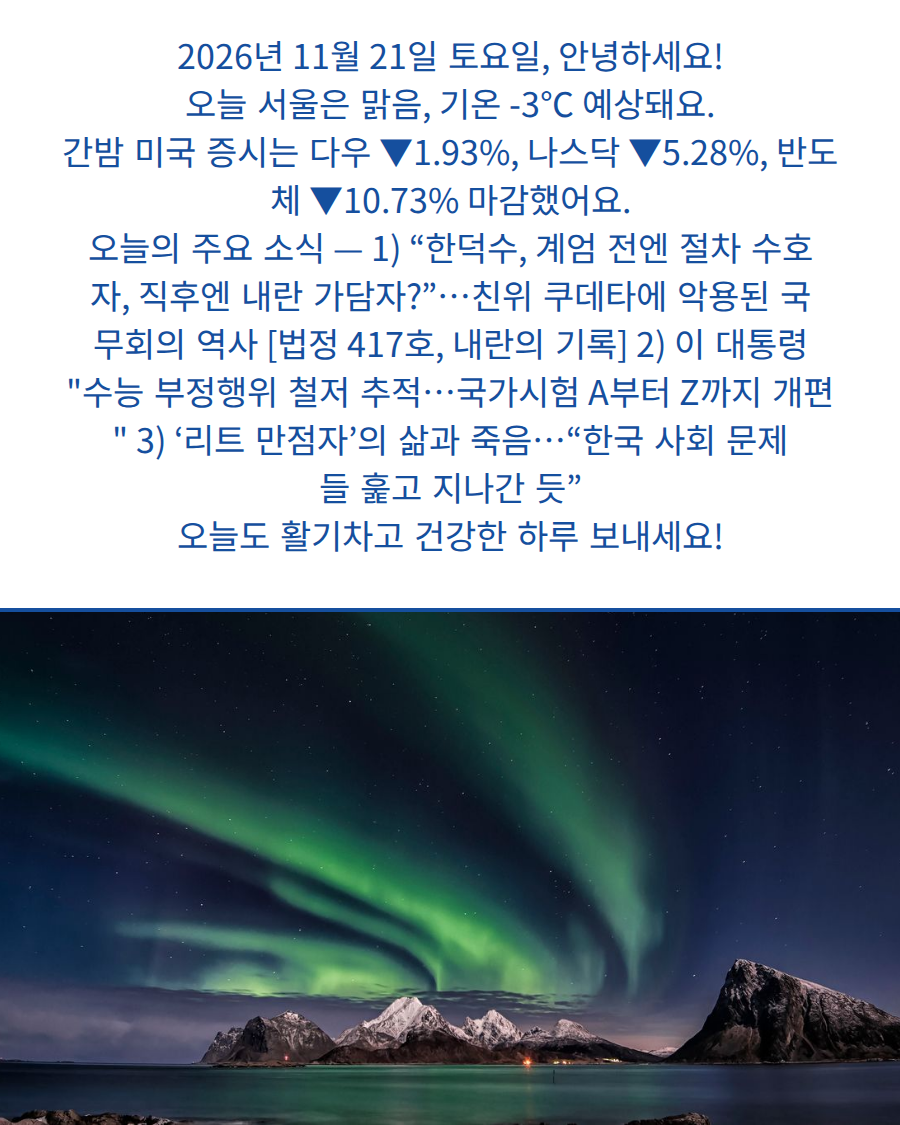 2026년 11월 21일 토요일, 안녕하세요!
오늘 서울은 맑음, 기온 -3°C 예상돼요.
간밤 미국 증시는 다우 ▼1.93%, 나스닥 ▼5.28%, 반도
체 ▼10.73% 마감했어요.
오늘의 주요 소식 — 1) “한덕수, 계엄 전엔 절차 수호
자, 직후엔 내란 가담자?”…친위 쿠데타에 악용된 국
무회의 역사 [법정 417호, 내란의 기록] 2) 이 대통령
"수능 부정행위 철저 추적…국가시험 A부터 Z까지 개편
" 3) ‘리트 만점자’의 삶과 죽음…“한국 사회 문제
들 훑고 지나간 듯”
오늘도 활기차고 건강한 하루 보내세요!